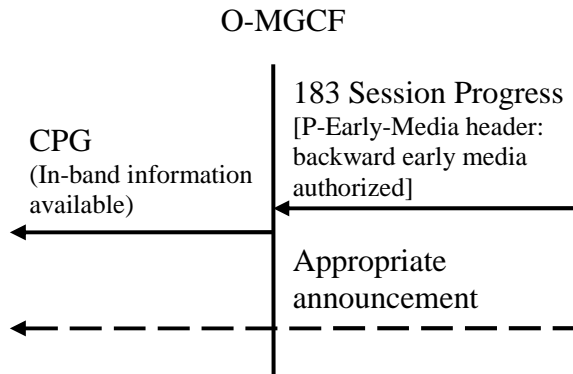 O-MGCF
183 Session Progress
[P-Early-Media header:
backward early media
authorized]
CPG
(In-band information
available)
Appropriate
announcement